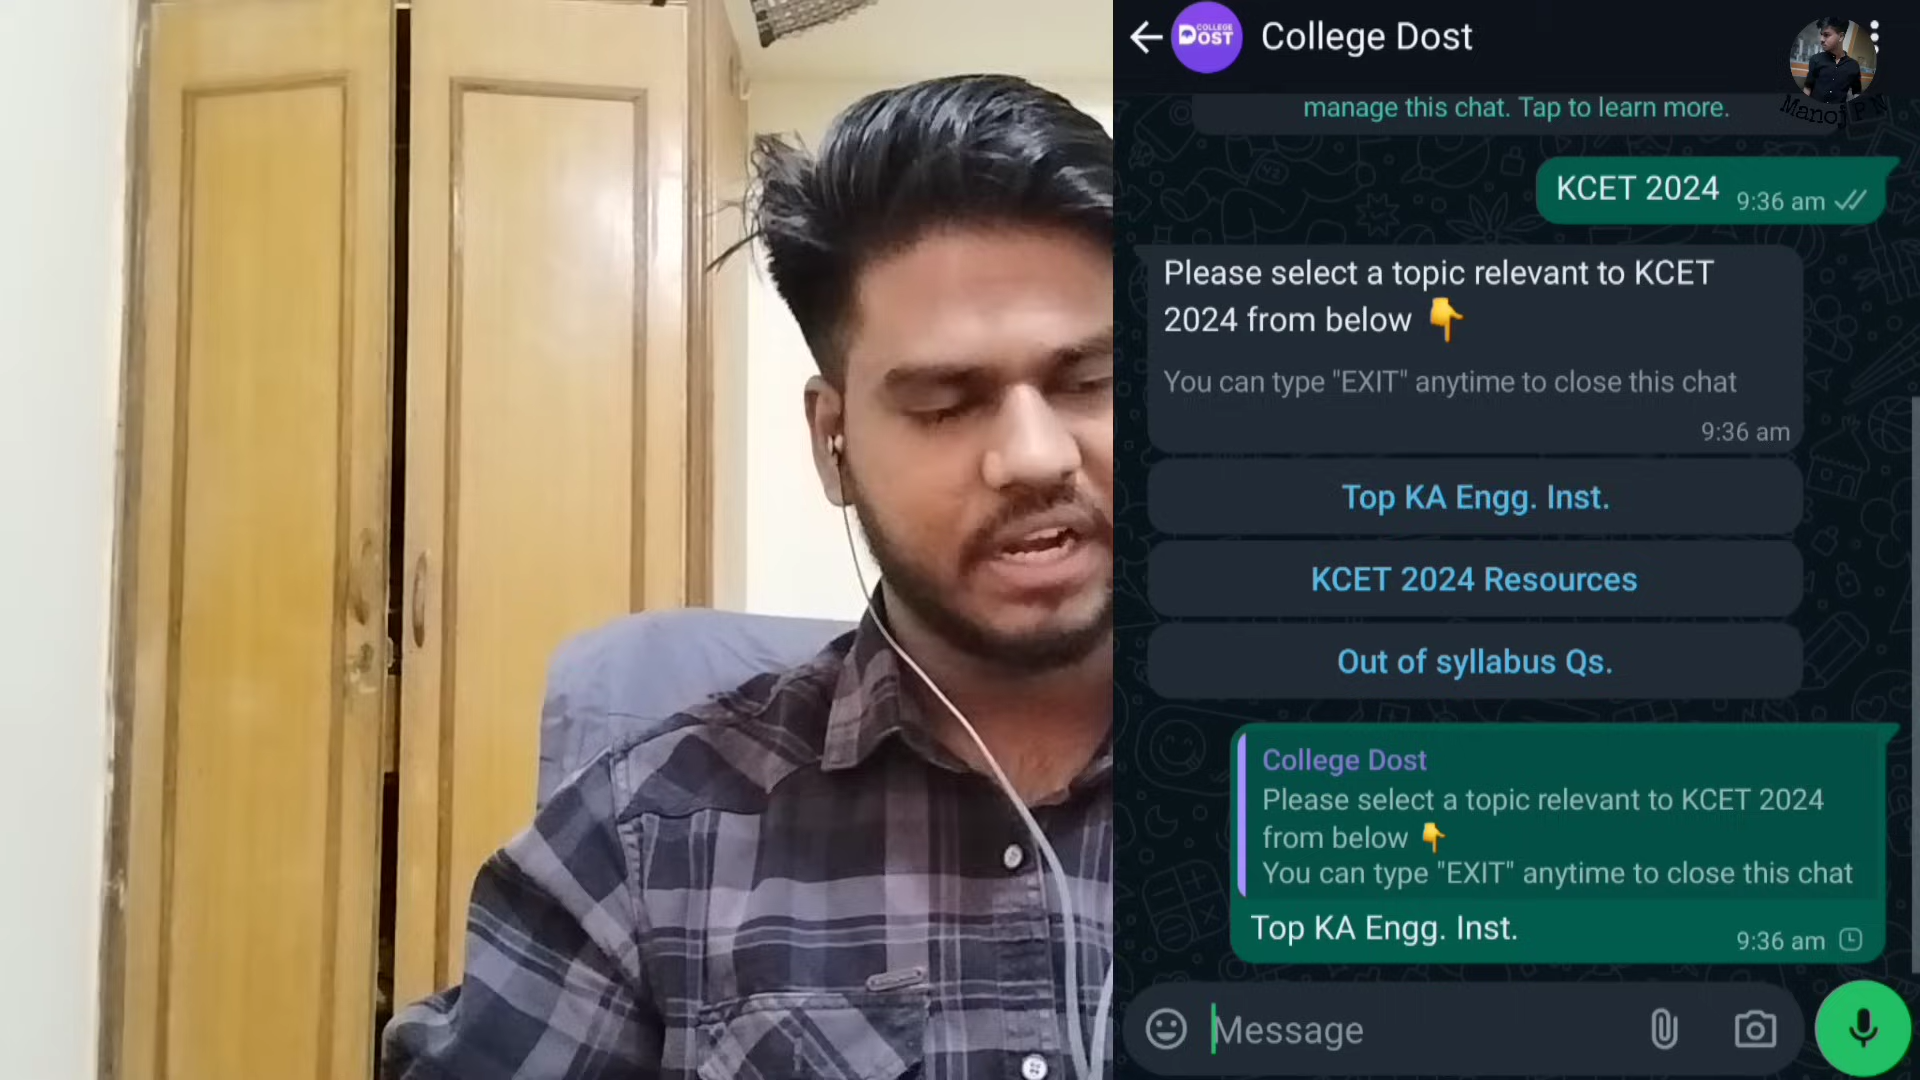 COLLEGE
DOST
College Dost
manage this chat. Tap to learn more.
Manoj P N
KCET 2024 9:36 am
Please select a topic relevant to KCET
2024 from below 👇
You can type "EXIT" anytime to close this chat
9:36 am
Top KA Engg. Inst.
KCET 2024 Resources
Out of syllabus Qs.
College Dost
Please select a topic relevant to KCET 2024
from below 👇
You can type "EXIT" anytime to close this chat
Top KA Engg. Inst. 9:36 am
Message